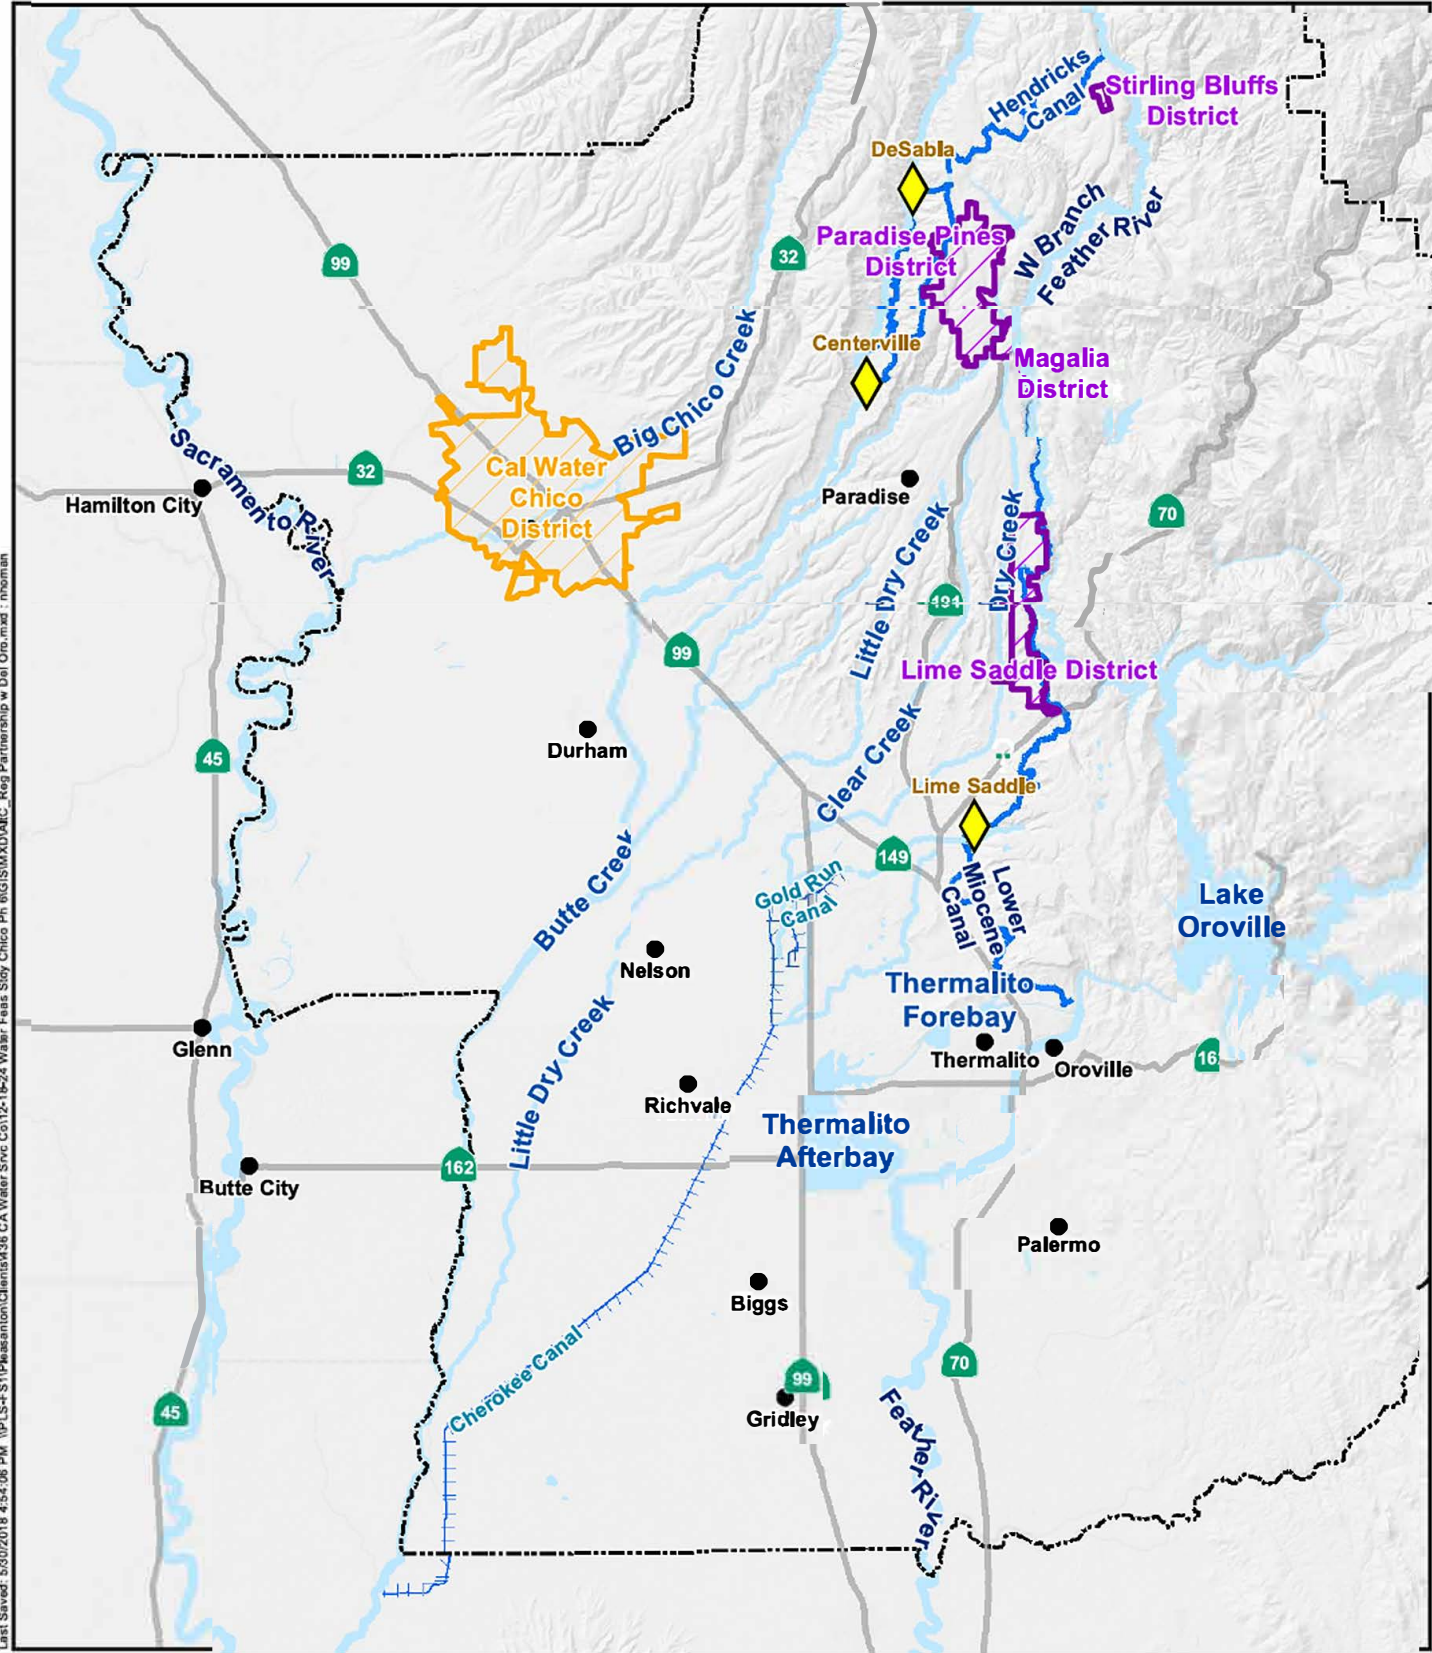 Hendricks
Canal
Stirling Bluffs
District
DeSabla
W Branch
Feather River
Paradise Pines
District
32
99
Centerville
Magalia
District
Big Chico Creek
Cal Water
Chico
District
32
Sacramento River
Hamilton City
Paradise
70
Little Dry Creek
Dry Creek
191
99
Lime Saddle District
Durham
45
Clear Creek
Lime Saddle
149
Butte Creek
Gold Run
Canal
Lower
Miocene
Canal
Lake
Oroville
Nelson
Thermalito
Forebay
Glenn
Thermalito
Oroville
16
Little Dry Creek
Richvale
Thermalito
Afterbay
162
Butte City
Palermo
Biggs
Cherokee Canal
99
70
Gridley
45
Feather River